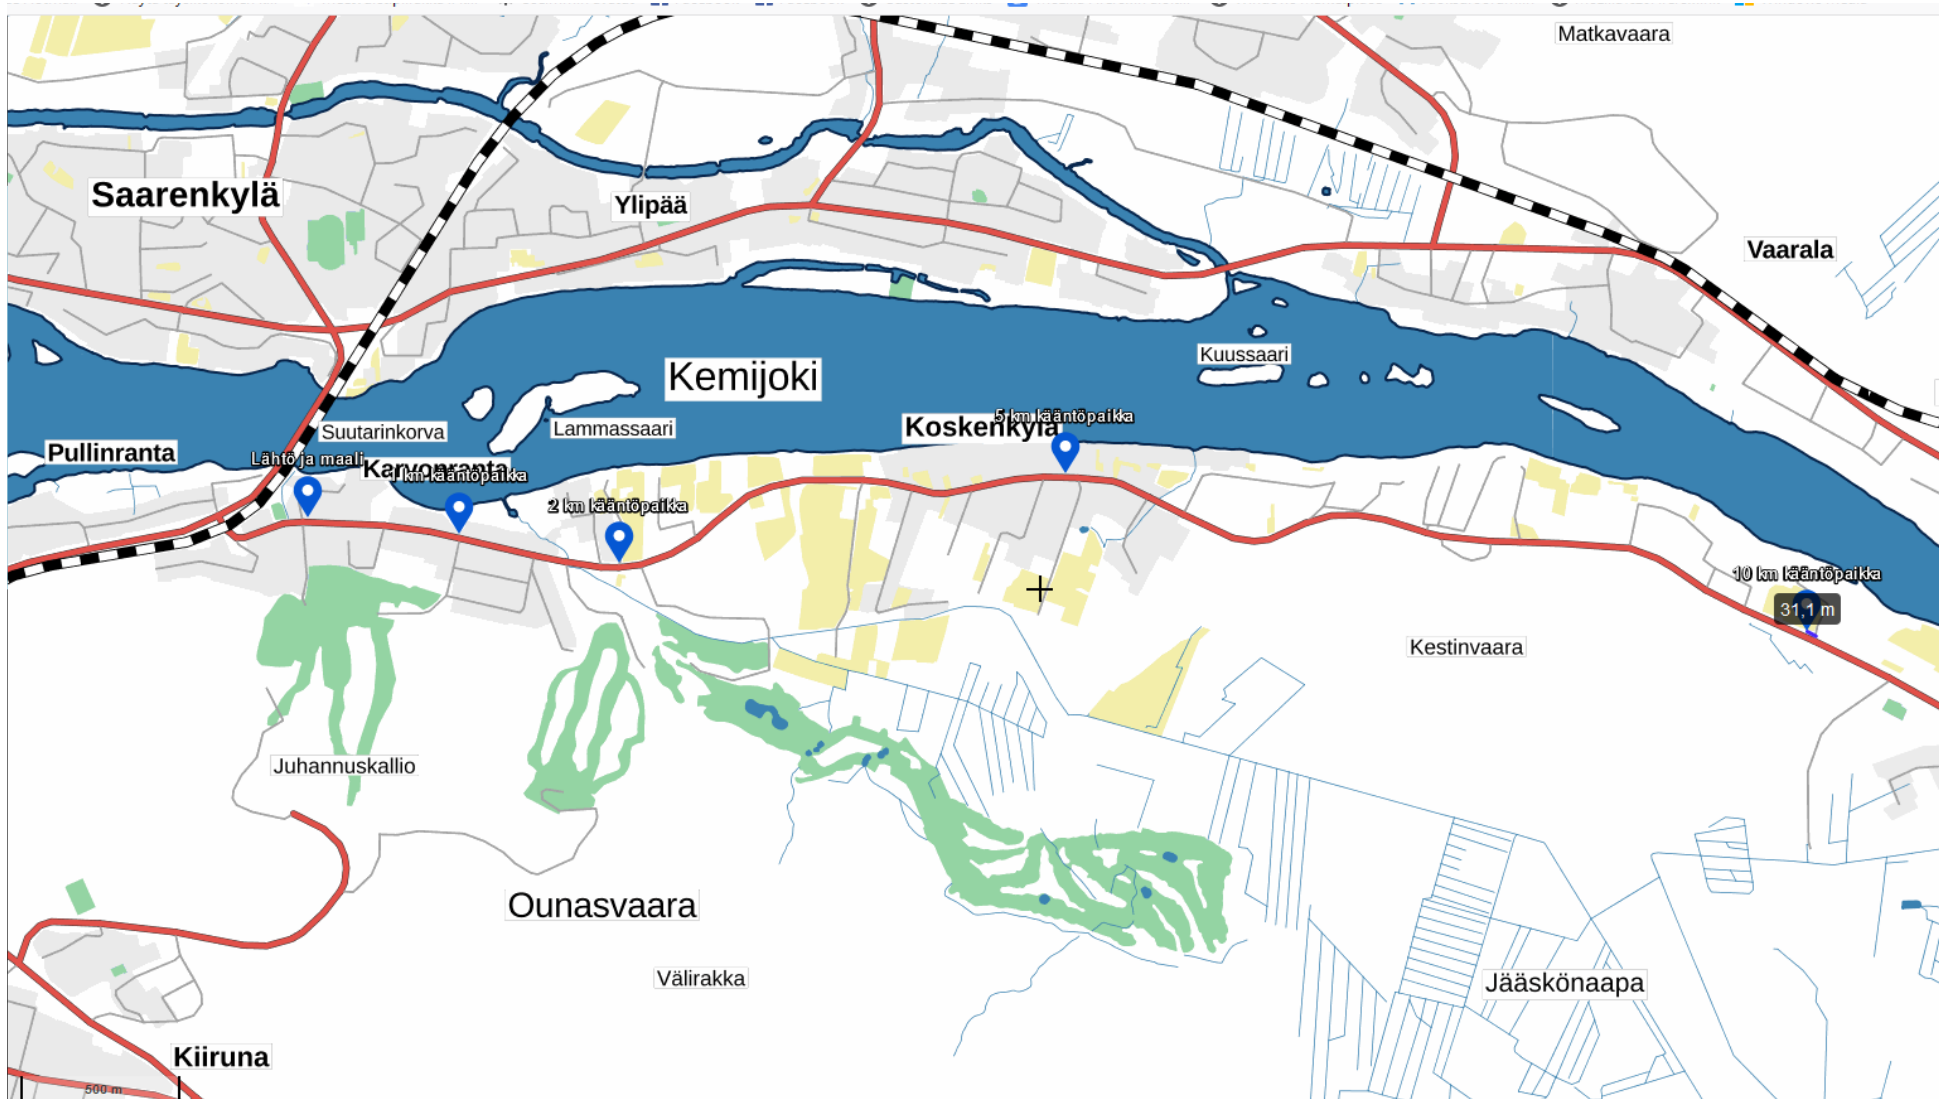 Matkavaara
Saarenkylä
Ylipää
Vaarala
Kuussaari
Kemijoki
5 km kääntöpaikka
Koskenkylä
Lammassaari
Suutarinkorva
Pullinranta
Lähtö ja maali
Karvonranta
1 km kääntöpaikka
2 km kääntöpaikka
10 km kääntöpaikka
31,1 m
Kestinvaara
Juhannuskallio
Ounasvaara
Välirakka
Jääskönaapa
Kiiruna
500 m